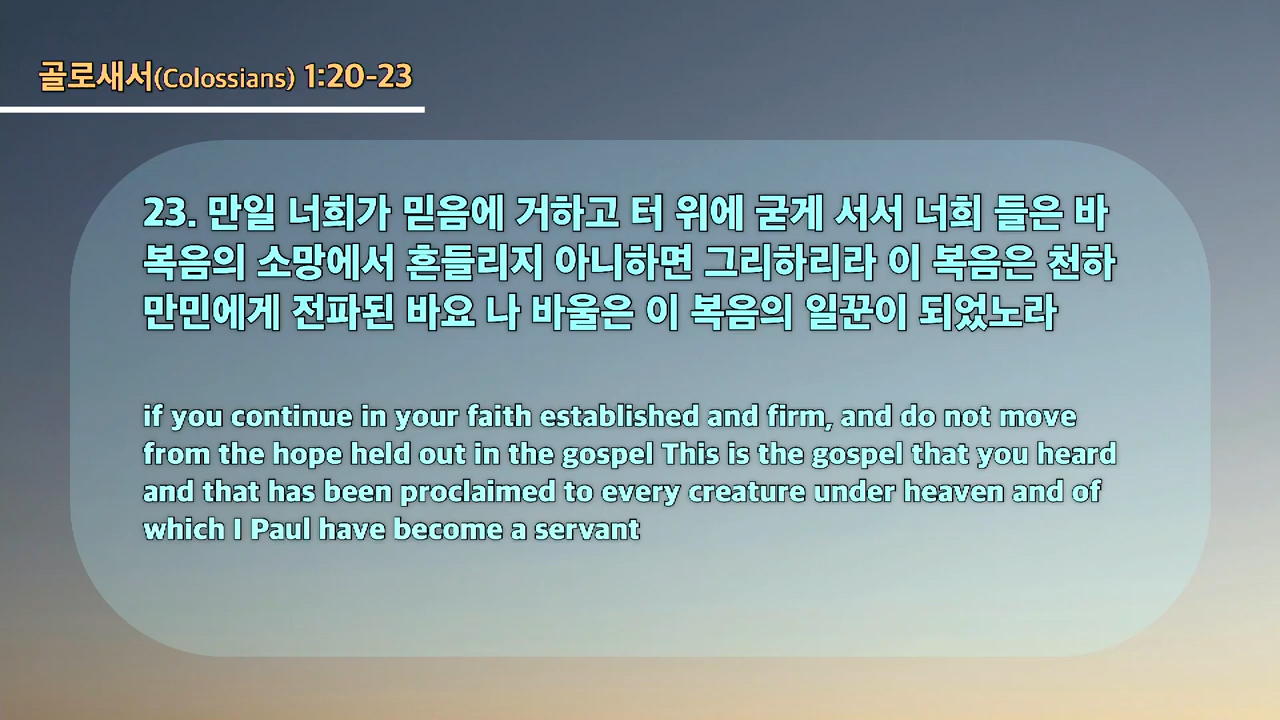 골로새서(Colossians) 1:20-23
23. 만일 너희가 믿음에 거하고 터 위에 굳게 서서 너희 들은 바
복음의 소망에서 흔들리지 아니하면 그리하리라 이 복음은 천하
만민에게 전파된 바요 나 바울은 이 복음의 일꾼이 되었노라
if you continue in your faith established and firm, and do not move
from the hope held out in the gospel This is the gospel that you heard
and that has been proclaimed to every creature under heaven and of
which I Paul have become a servant